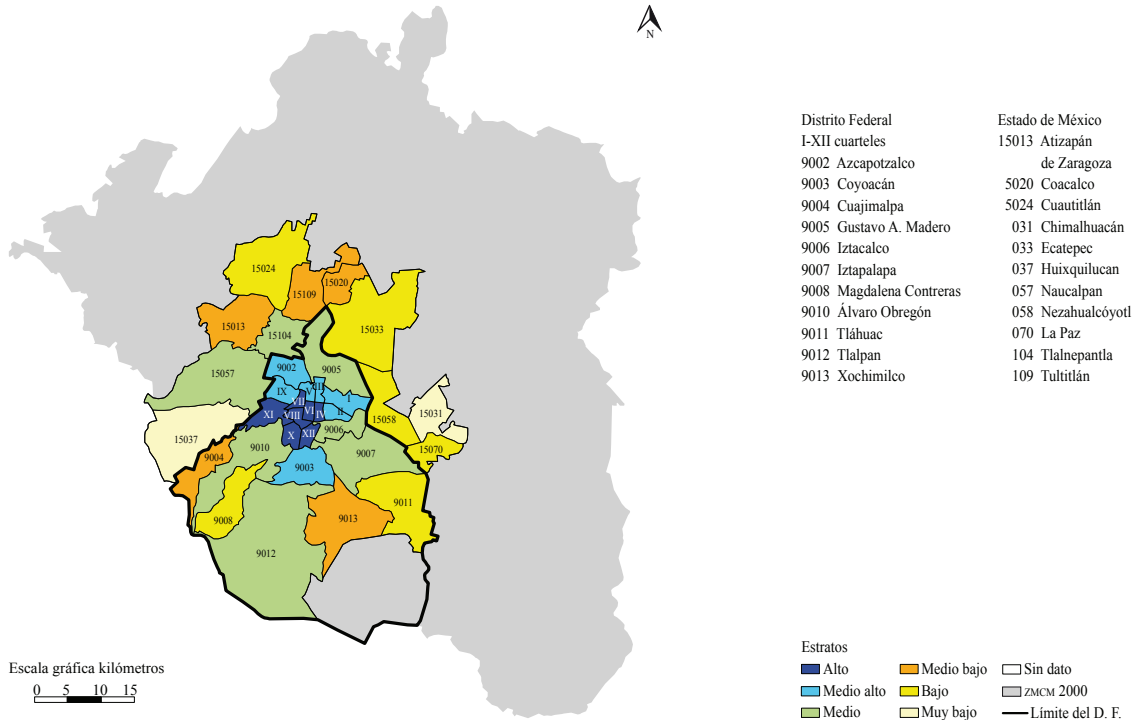 N
Distrito Federal
I-XII cuarteles
9002 Azcapotzalco
9003 Coyoacán
9004 Cuajimalpa
9005 Gustavo A. Madero
9006 Iztacalco
9007 Iztapalapa
9008 Magdalena Contreras
9010 Álvaro Obregón
9011 Tláhuac
9012 Tlalpan
9013 Xochimilco
Estado de México
15013 Atizapán
de Zaragoza
5020 Coacalco
5024 Cuautitlán
031 Chimalhuacán
033 Ecatepec
037 Huixquilucan
057 Naucalpan
058 Nezahualcóyotl
070 La Paz
104 Tlalnepantla
109 Tultitlán
15024
15020
15109
15013
15033
15104
9002
9005
15057
IX
V
III
I
VII
XI
VIII
VI
IV
II
15031
15058
9006
X
XII
15037
9010
15070
9004
9007
9003
9011
9008
9013
9012
Escala gráfica kilómetros
0 5 10 15
Estratos
Alto
Medio alto
Medio
Medio bajo
Bajo
Muy bajo
Sin dato
ZMCM 2000
Límite del D. F.